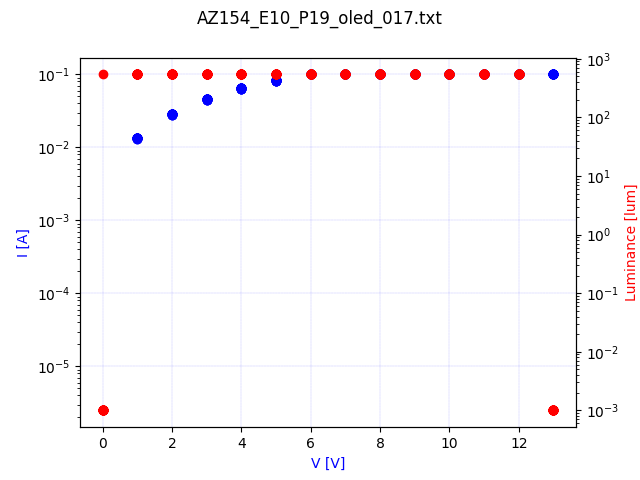 AZ154_E10_P19_oled_017.txt
10⁻¹
10⁻²
10⁻³
10⁻⁴
10⁻⁵
I [A]
10³
10²
10¹
10⁰
10⁻¹
10⁻²
10⁻³
Luminance [lum]
0 2 4 6 8 10 12
V [V]